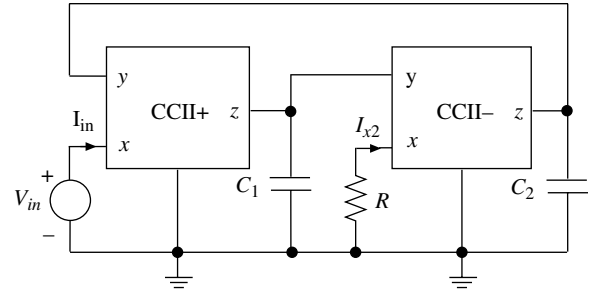 y
CCII+
z
I_in
x
+
V_in
−
C_1
y
CCII−
z
I_x2
x
R
C_2